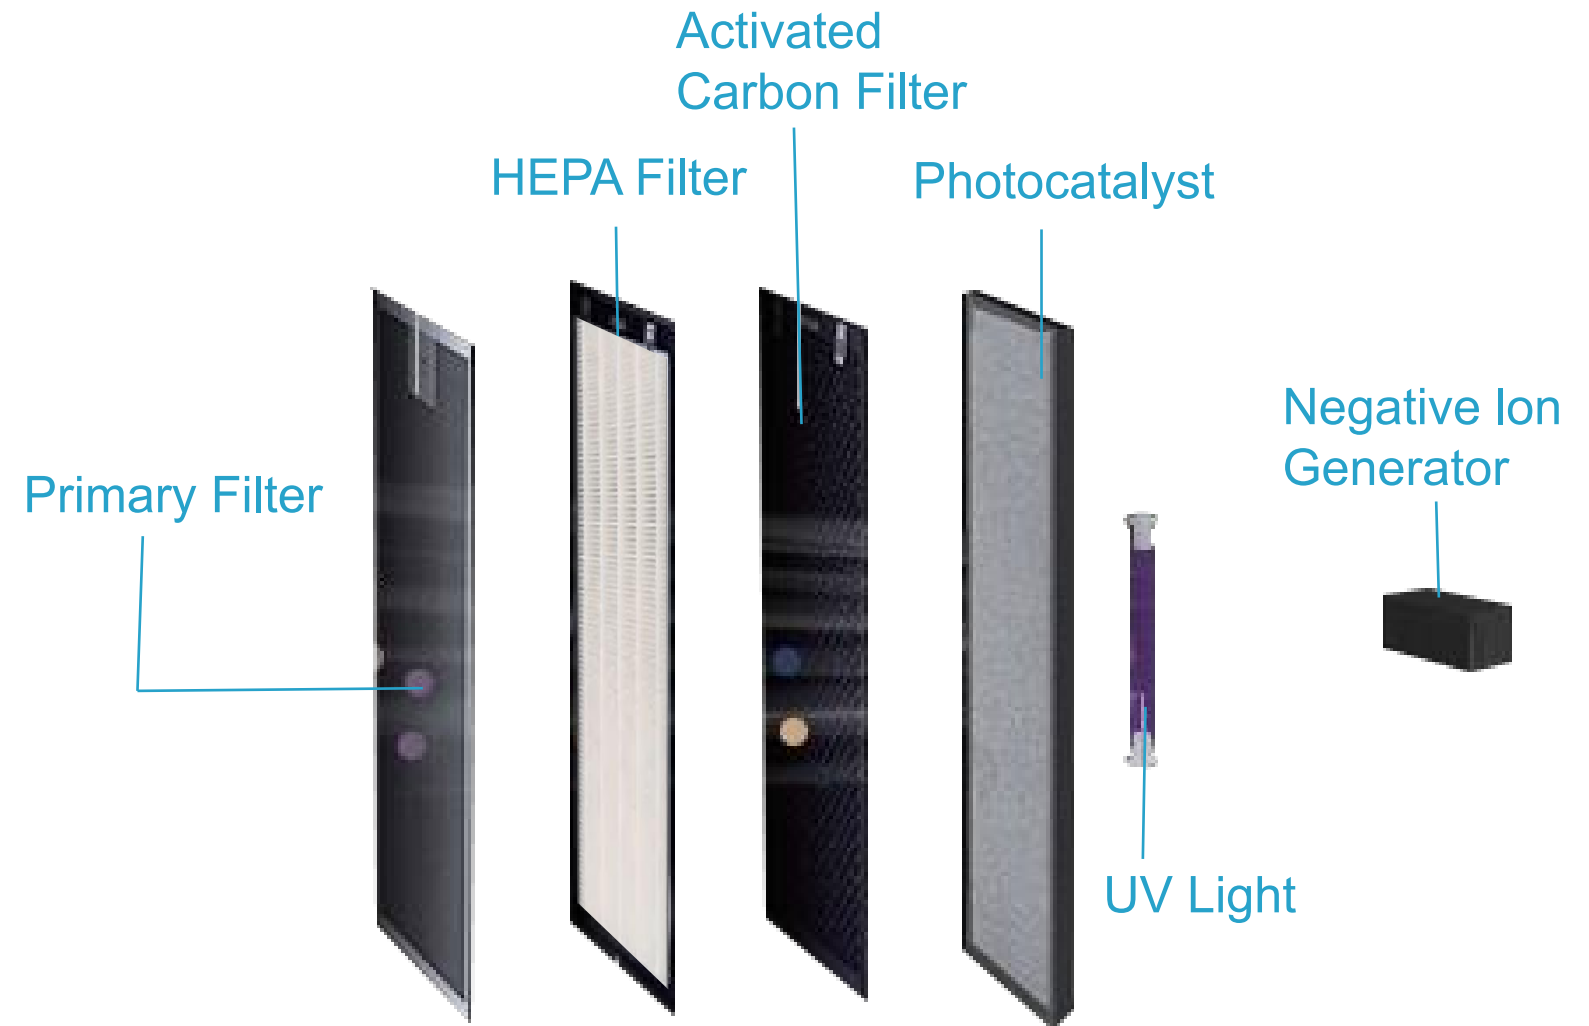 Activated
Carbon Filter
HEPA Filter
Photocatalyst
Negative Ion
Generator
Primary Filter
UV Light